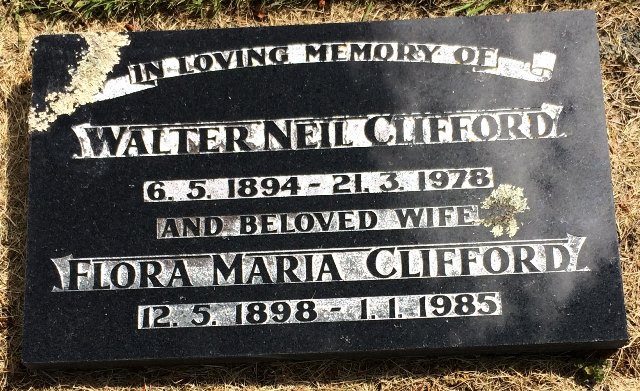 IN LOVING MEMORY OF
WALTER NEIL CLIFFORD
6. 5. 1894 - 21. 3. 1978
AND BELOVED WIFE
FLORA MARIA CLIFFORD
12. 5. 1898 - 1. 1. 1985